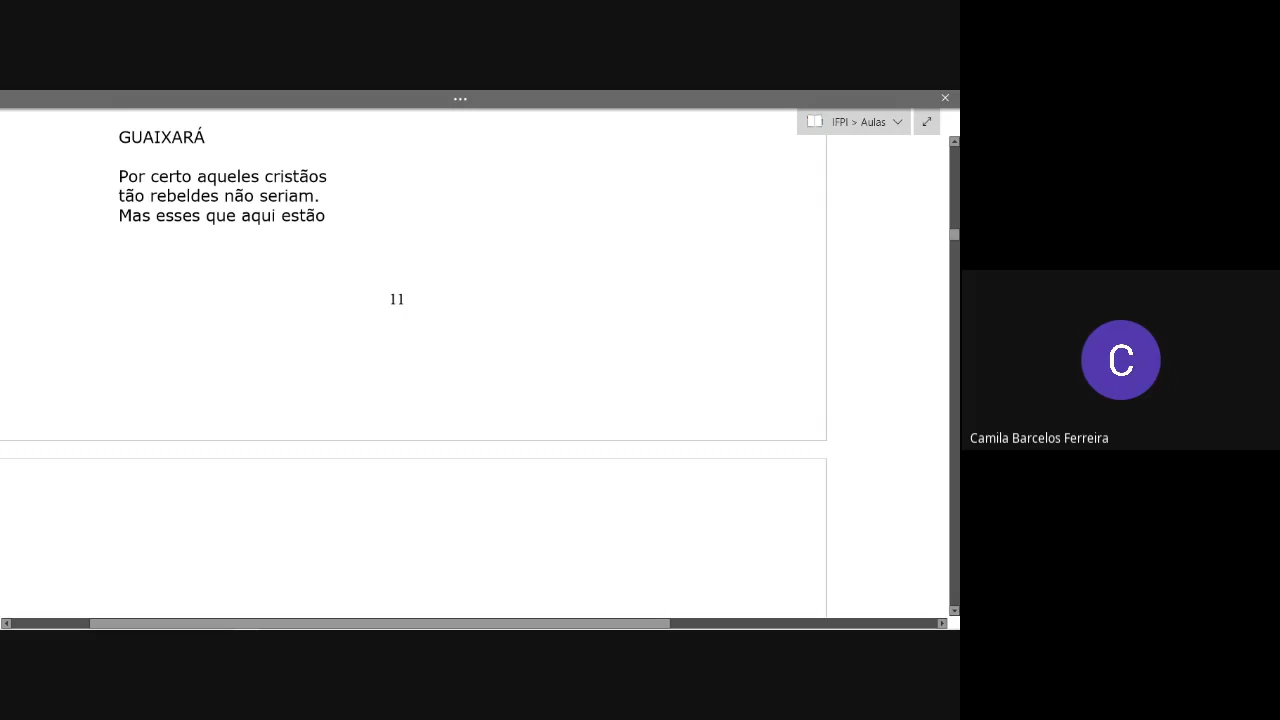 ...
IFPI > Aulas
GUAIXARÁ
Por certo aqueles cristãos
tão rebeldes não seriam.
Mas esses que aqui estão
11
C
Camila Barcelos Ferreira